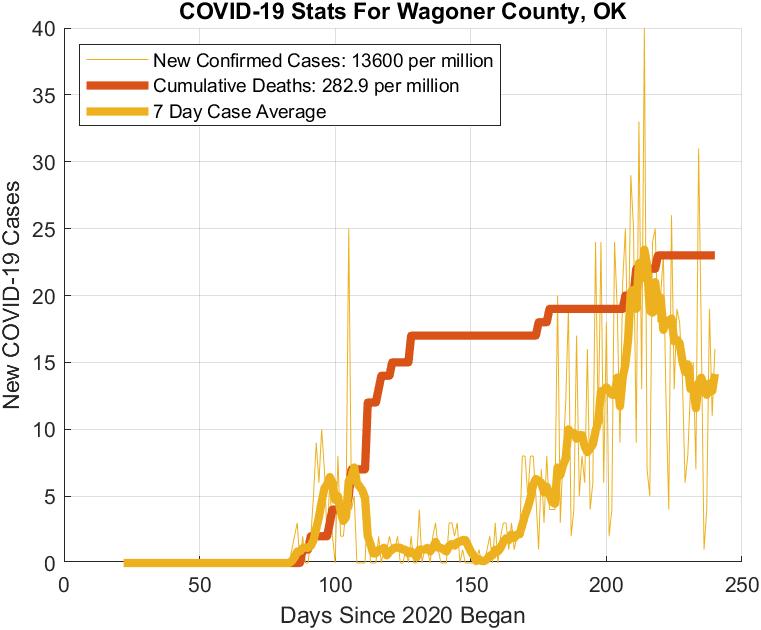 COVID-19 Stats For Wagoner County, OK
New Confirmed Cases: 13600 per million
Cumulative Deaths: 282.9 per million
7 Day Case Average
New COVID-19 Cases
40
35
30
25
20
15
10
5
0
0 50 100 150 200 250
Days Since 2020 Began